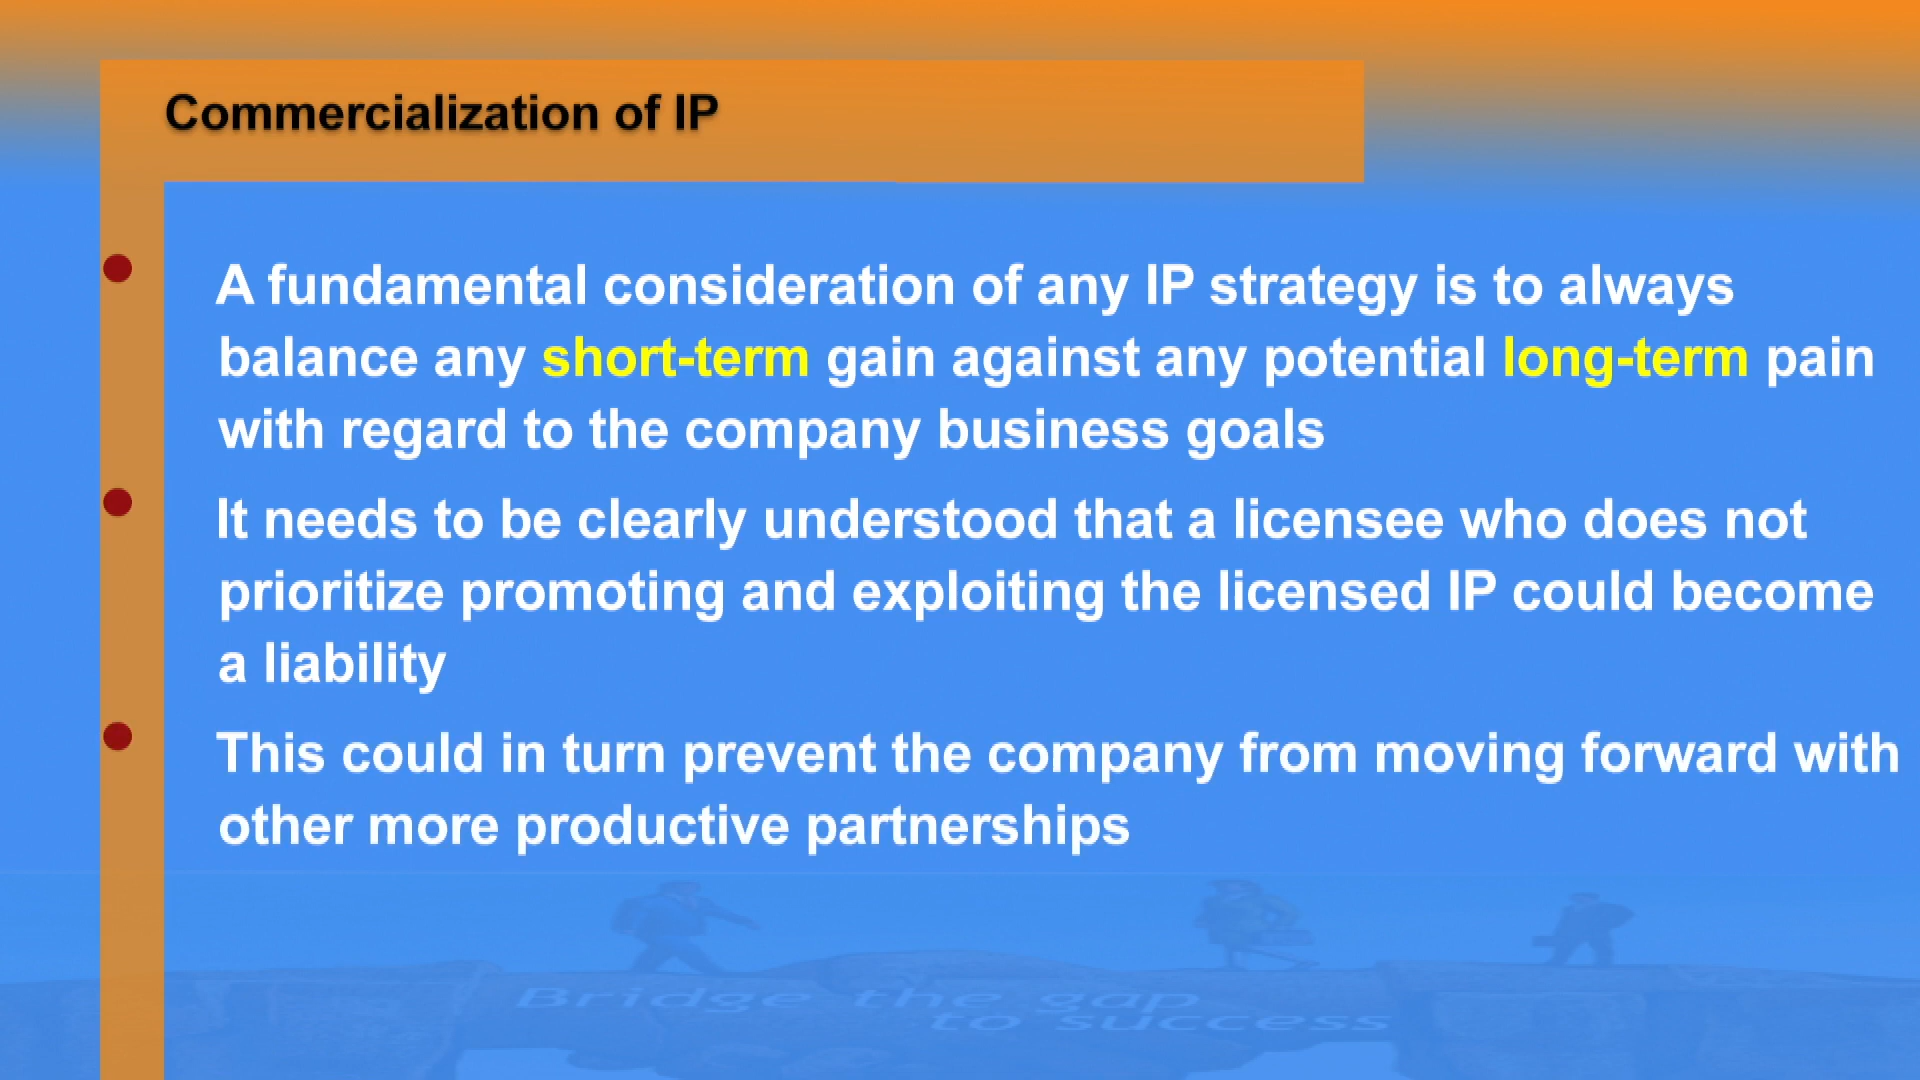 Commercialization of IP
A fundamental consideration of any IP strategy is to always
balance any short-term gain against any potential long-term pain
with regard to the company business goals
It needs to be clearly understood that a licensee who does not
prioritize promoting and exploiting the licensed IP could become
a liability
This could in turn prevent the company from moving forward with
other more productive partnerships
Bridge the gap
to success